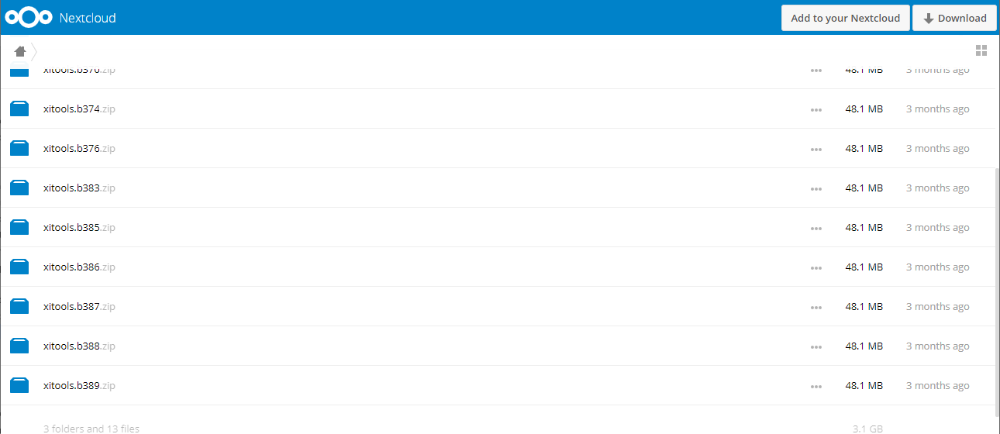 Nextcloud Add to your Nextcloud Download
xitools.b370.zip ... 48.1 MB 3 months ago
xitools.b374.zip ... 48.1 MB 3 months ago
xitools.b376.zip ... 48.1 MB 3 months ago
xitools.b383.zip ... 48.1 MB 3 months ago
xitools.b385.zip ... 48.1 MB 3 months ago
xitools.b386.zip ... 48.1 MB 3 months ago
xitools.b387.zip ... 48.1 MB 3 months ago
xitools.b388.zip ... 48.1 MB 3 months ago
xitools.b389.zip ... 48.1 MB 3 months ago
3 folders and 13 files 3.1 GB